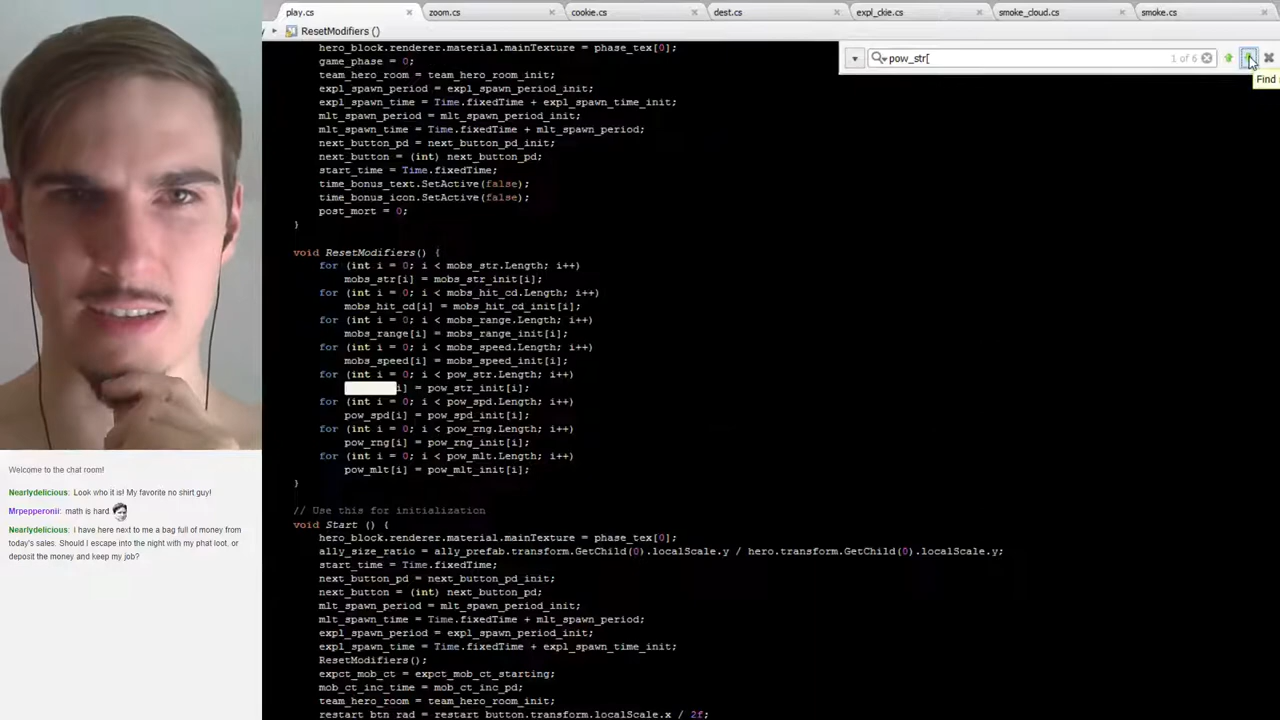 play.cs
zoom.cs
cookie.cs
dest.cs
expl_ckie.cs
smoke_cloud.cs
smoke.cs
ResetModifiers ()
pow_str[
1 of 6
Find
hero_block.renderer.material.mainTexture = phase_tex[0];
game_phase = 0;
team_hero_room = team_hero_room_init;
expl_spawn_period = expl_spawn_period_init;
expl_spawn_time = Time.fixedTime + expl_spawn_time_init;
mlt_spawn_period = mlt_spawn_period_init;
mlt_spawn_time = Time.fixedTime + mlt_spawn_period;
next_button_pd = next_button_pd_init;
next_button = (int) next_button_pd;
start_time = Time.fixedTime;
time_bonus_text.SetActive(false);
time_bonus_icon.SetActive(false);
post_mort = 0;
}
void ResetModifiers() {
for (int i = 0; i < mobs_str.Length; i++)
mobs_str[i] = mobs_str_init[i];
for (int i = 0; i < mobs_hit_cd.Length; i++)
mobs_hit_cd[i] = mobs_hit_cd_init[i];
for (int i = 0; i < mobs_range.Length; i++)
mobs_range[i] = mobs_range_init[i];
for (int i = 0; i < mobs_speed.Length; i++)
mobs_speed[i] = mobs_speed_init[i];
for (int i = 0; i < pow_str.Length; i++)
i] = pow_str_init[i];
for (int i = 0; i < pow_spd.Length; i++)
pow_spd[i] = pow_spd_init[i];
for (int i = 0; i < pow_rng.Length; i++)
pow_rng[i] = pow_rng_init[i];
for (int i = 0; i < pow_mlt.Length; i++)
pow_mlt[i] = pow_mlt_init[i];
}
// Use this for initialization
void Start () {
hero_block.renderer.material.mainTexture = phase_tex[0];
ally_size_ratio = ally_prefab.transform.GetChild(0).localScale.y / hero.transform.GetChild(0).localScale.y;
start_time = Time.fixedTime;
next_button_pd = next_button_pd_init;
next_button = (int) next_button_pd;
mlt_spawn_period = mlt_spawn_period_init;
mlt_spawn_time = Time.fixedTime + mlt_spawn_period;
expl_spawn_period = expl_spawn_period_init;
expl_spawn_time = Time.fixedTime + expl_spawn_time_init;
ResetModifiers();
expct_mob_ct = expct_mob_ct_starting;
mob_ct_inc_time = mob_ct_inc_pd;
team_hero_room = team_hero_room_init;
restart_btn_rad = restart_button.transform.localScale.x / 2f;
Welcome to the chat room!
Nearlydelicious: Look who it is! My favorite no shirt guy!
Mrpepperonii: math is hard
Nearlydelicious: I have here next to me a bag full of money from
today's sales. Should I escape into the night with my phat loot, or
deposit the money and keep my job?